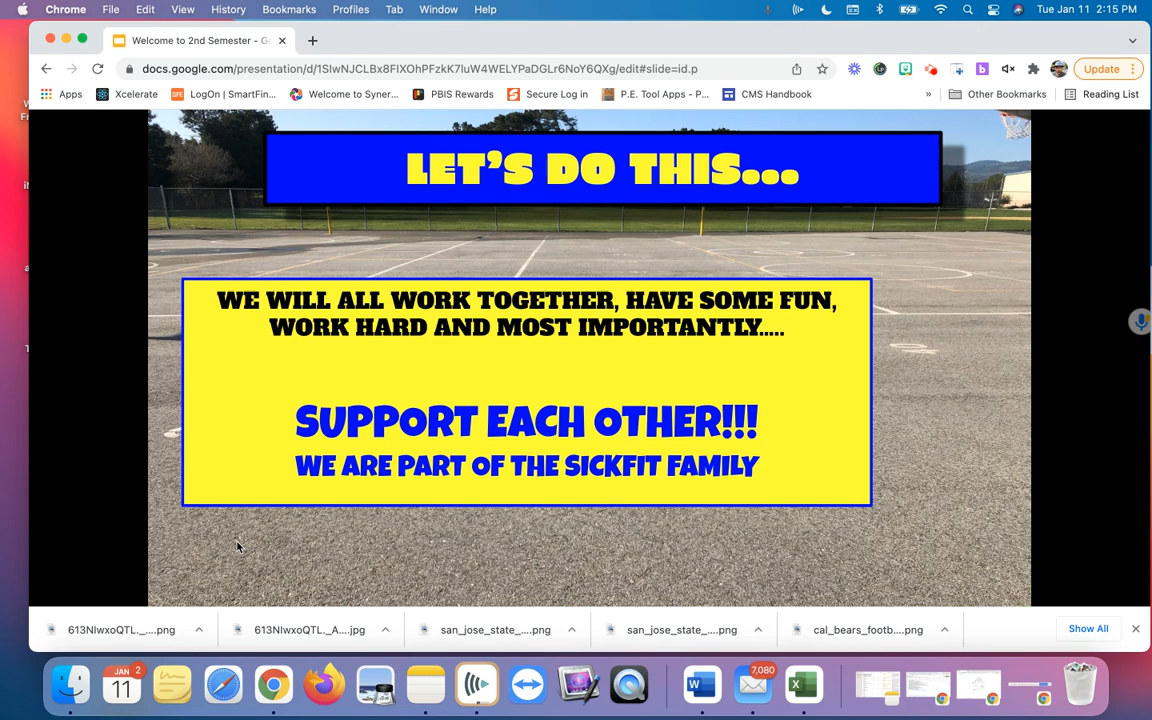 Chrome File Edit View History Bookmarks Profiles Tab Window Help Tue Jan 11 2:15 PM
Welcome to 2nd Semester - Go
docs.google.com/presentation/d/1SIwNJCLBx8FIXOhPFzkK7luW4WELYPaDGLr6NoY6QXg/edit#slide=id.p Update
Apps Xcelerate LogOn | SmartFin... Welcome to Syner... PBIS Rewards Secure Log in P.E. Tool Apps - P... CMS Handbook » Other Bookmarks Reading List
LET'S DO THIS...
WE WILL ALL WORK TOGETHER, HAVE SOME FUN,
WORK HARD AND MOST IMPORTANTLY.....
SUPPORT EACH OTHER!!!
WE ARE PART OF THE SICKFIT FAMILY
613NIwxoQTL._....png 613NIwxoQTL._A....jpg san_jose_state_....png san_jose_state_....png cal_bears_footb....png Show All
JAN 2
11
7,080